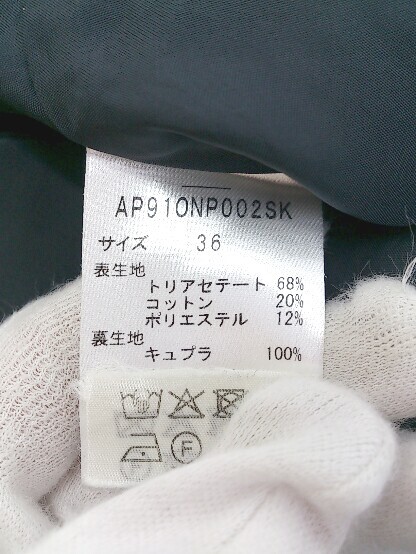 AP910NP002SK
サイズ 36
表生地
トリアセテート 68%
コットン 20%
ポリエステル 12%
裏生地
キュプラ 100%
F